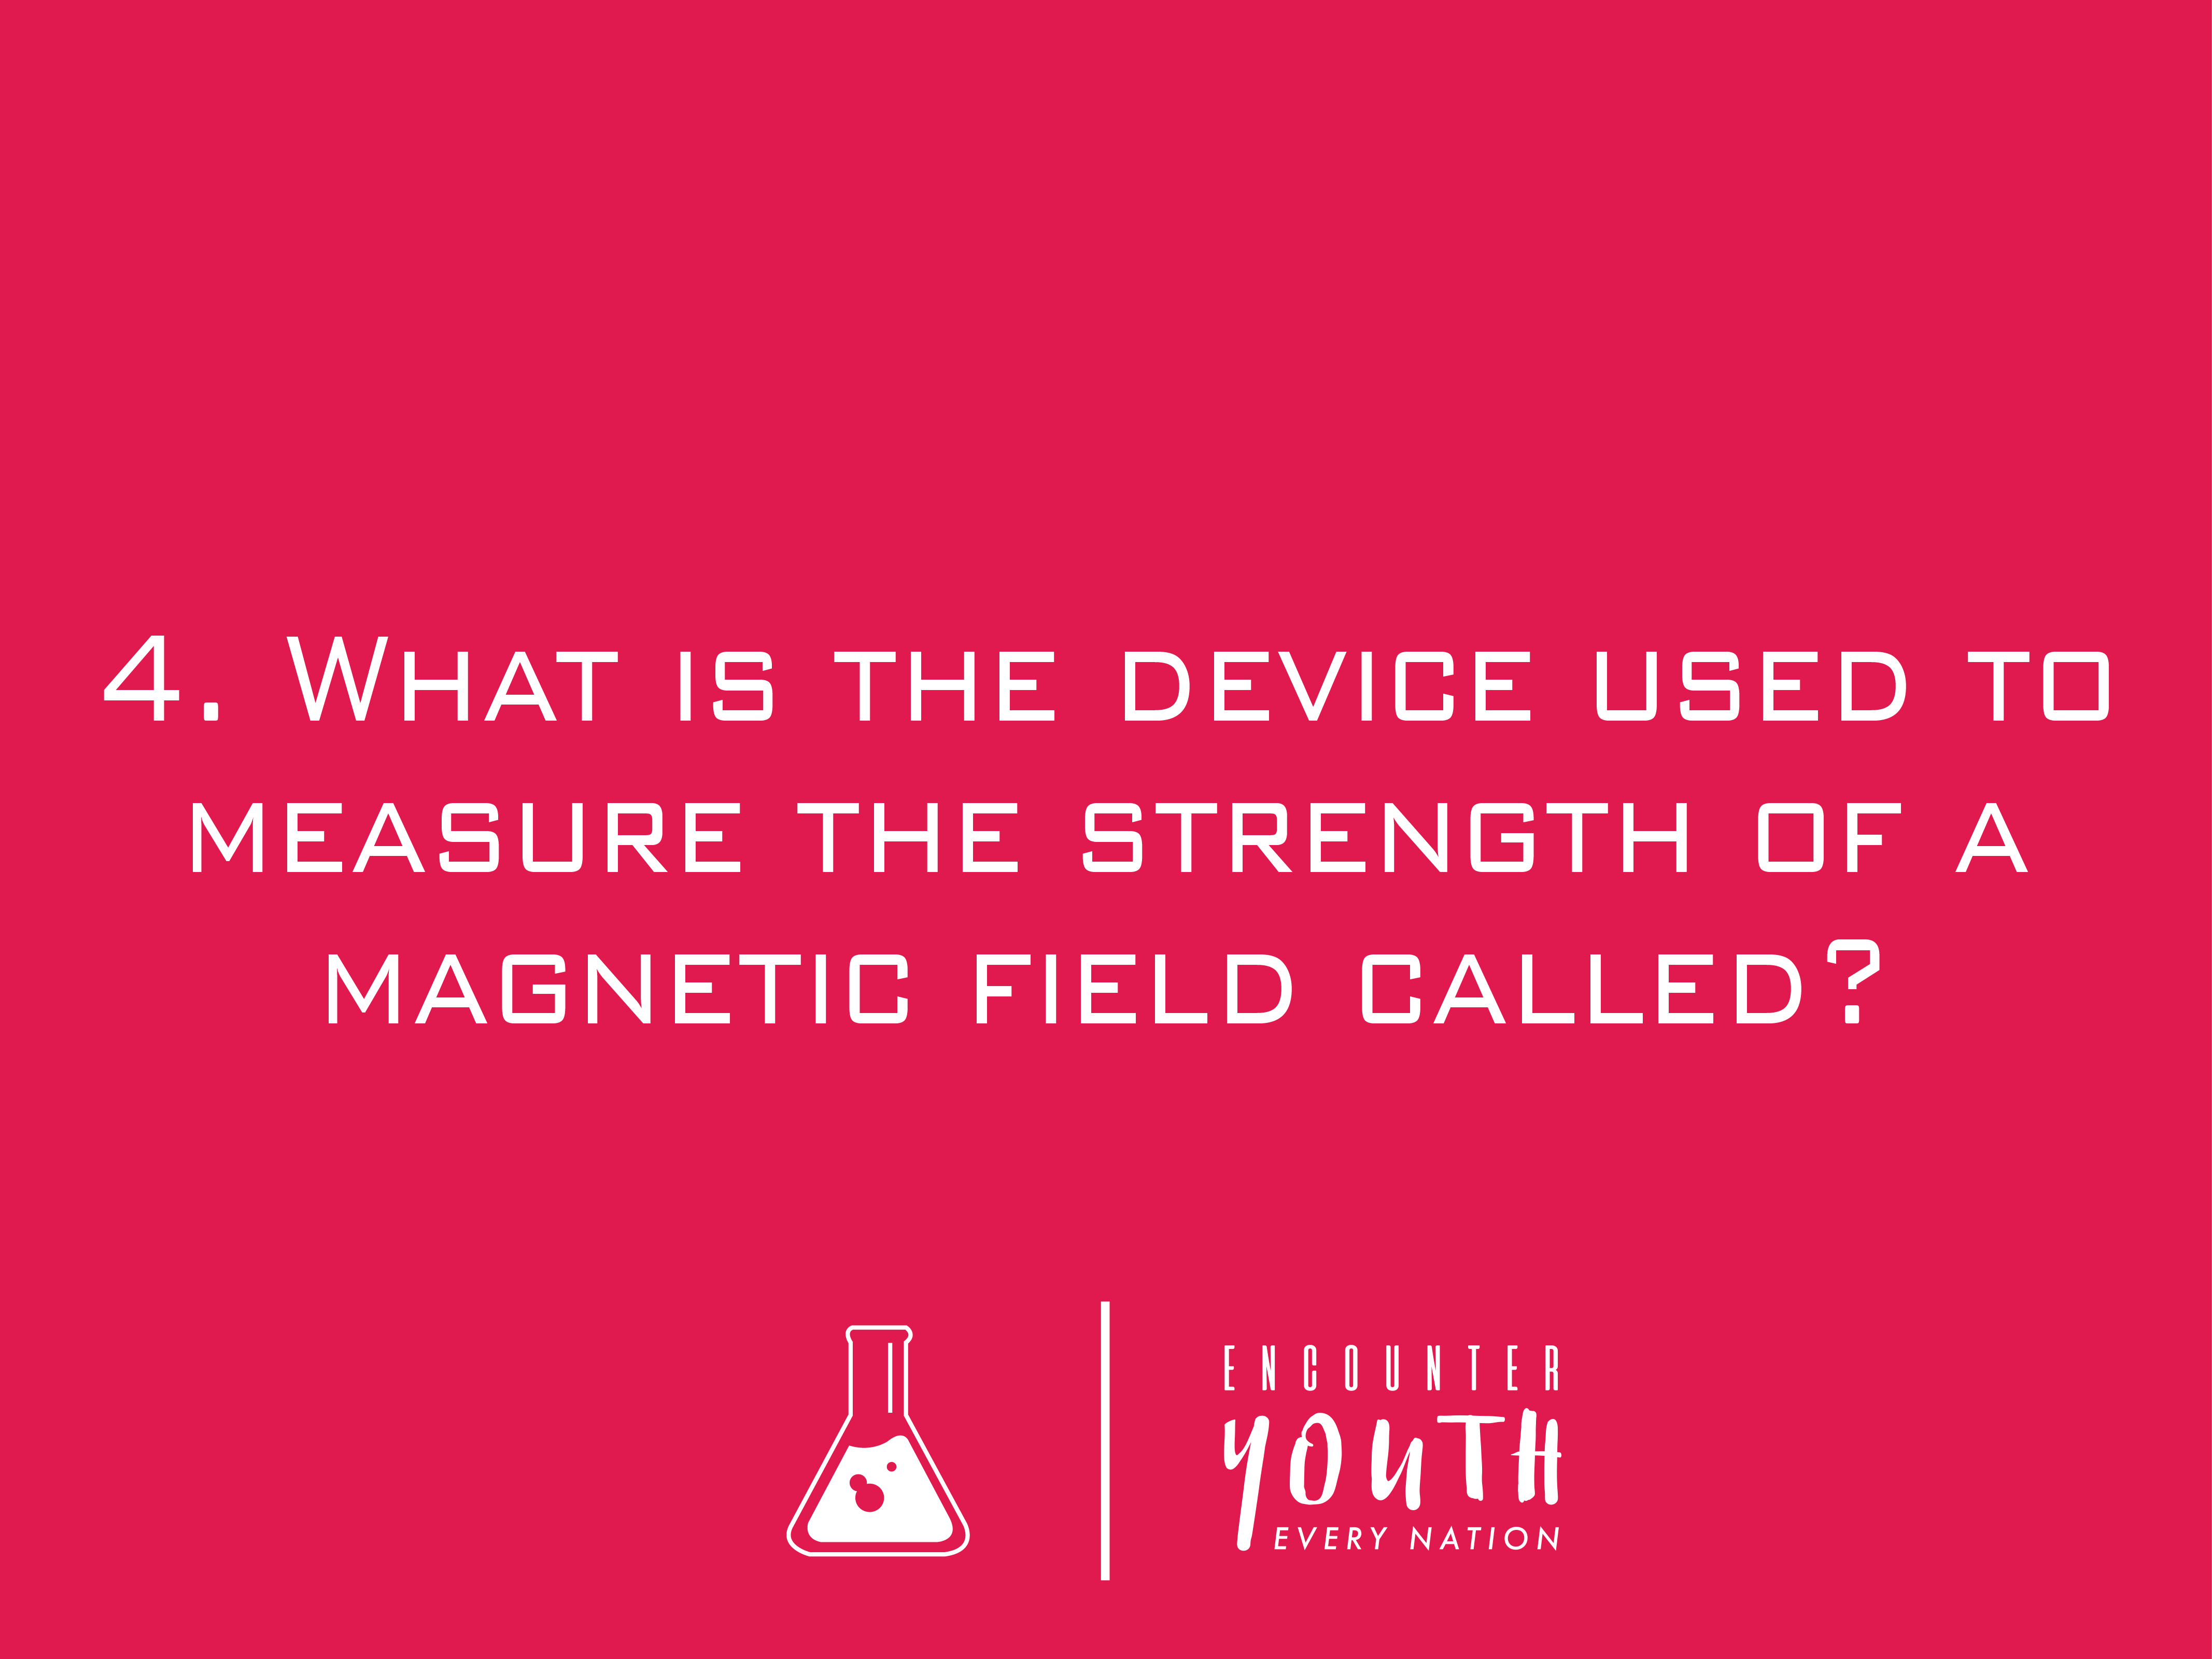 4. What is the device used to
measure the strength of a
magnetic field called?
ENCOUNTER
YOUTH
EVERY NATION